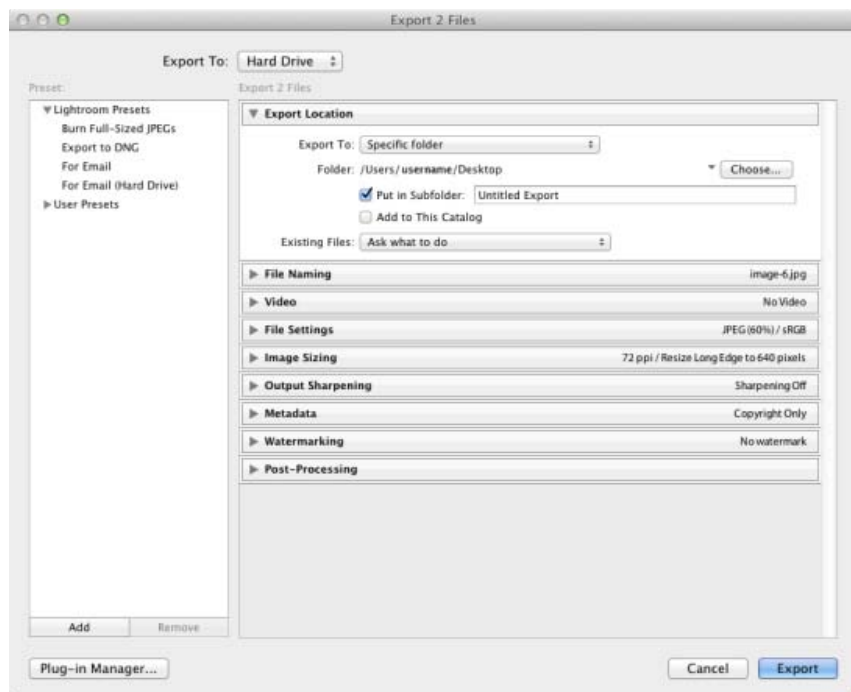 Export 2 Files
Export To: Hard Drive
Preset:
Export 2 Files
Lightroom Presets
Burn Full-Sized JPEGs
Export to DNG
For Email
For Email (Hard Drive)
User Presets
Export Location
Export To: Specific folder
Folder: /Users/username/Desktop Choose...
Put in Subfolder: Untitled Export
Add to This Catalog
Existing Files: Ask what to do
File Naming image-6.jpg
Video No Video
File Settings JPEG (60%) / sRGB
Image Sizing 72 ppi / Resize Long Edge to 640 pixels
Output Sharpening Sharpening Off
Metadata Copyright Only
Watermarking No watermark
Post-Processing
Add Remove
Plug-in Manager... Cancel Export